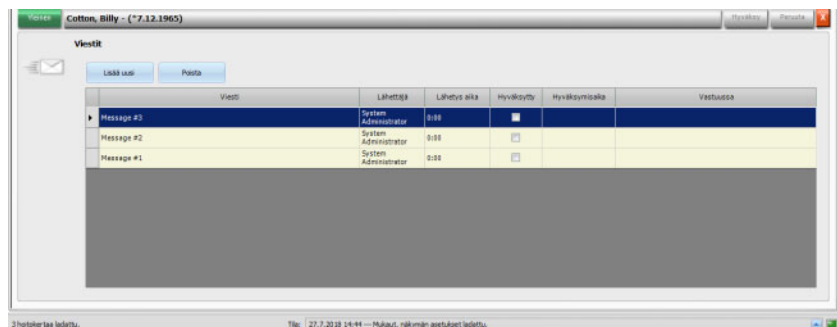 Yleinen Cotton, Billy - (*7.12.1965) Hyväksy Peruuta X
Viestit
Lisää uusi Poista
Viesti Lähettäjä Lähetys aika Hyväksytty Hyväksymisaika Vastuussa
Message #3 System Administrator 0:00
Message #2 System Administrator 0:00
Message #1 System Administrator 0:00
3 hoitokertaa ladattu. Tila: 27.7.2018 14:44 --- Mukaut. näkymän asetukset ladattu.